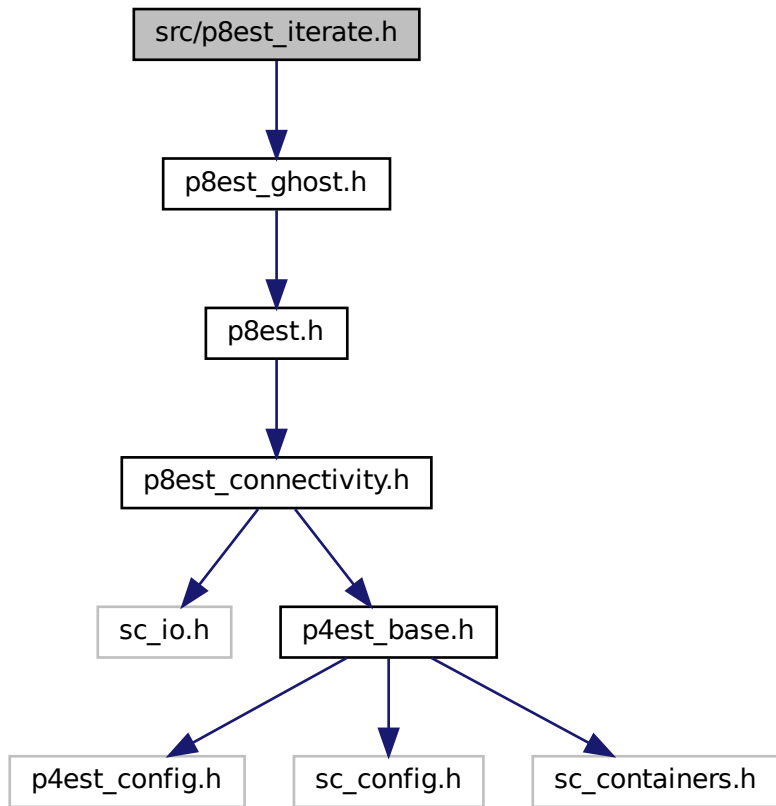 src/p8est_iterate.h
p8est_ghost.h
p8est.h
p8est_connectivity.h
sc_io.h
p4est_base.h
p4est_config.h
sc_config.h
sc_containers.h